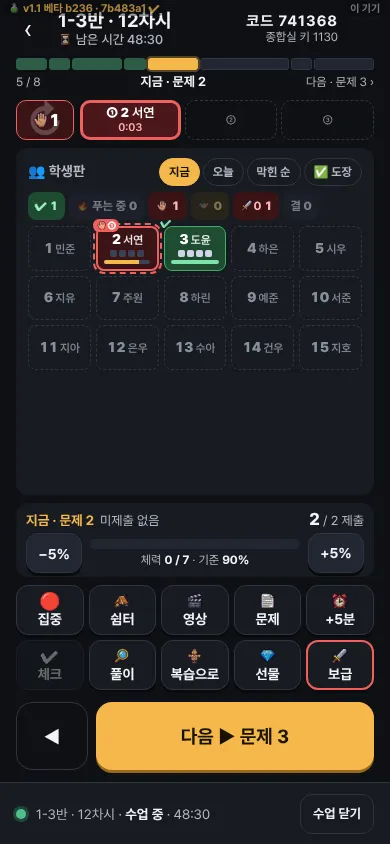 v1.1 베타 b236 · 7b483a1 ✔
이 기기
1-3반 · 12차시
코드 741368
⏳ 남은 시간 48:30
종합실 키 1130
5 / 8
지금 · 문제 2
다음 · 문제 3 ›
1
① 2 서연
0:03
②
③
학생판
지금
오늘
막힌 순
✅ 도장
✔ 1
푸는 중 0
1
0
0 1
결 0
1 민준
2 서연
3 도윤
4 하은
5 시우
6 지유
7 주원
8 하린
9 예준
10 서준
11 지아
12 은우
13 수아
14 건우
15 지호
지금 · 문제 2 미제출 없음
2 / 2 제출
−5%
체력 0 / 7 · 기준 90%
+5%
집중
쉼터
영상
문제
+5분
체크
풀이
복습으로
선물
보급
◀
다음 ▶ 문제 3
1-3반 · 12차시 · 수업 중 · 48:30
수업 닫기